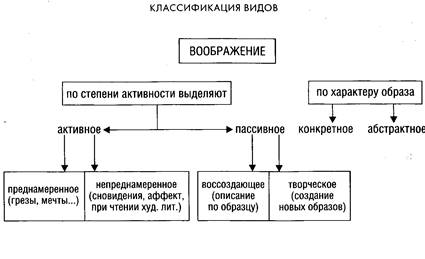 КЛАССИФИКАЦИЯ ВИДОВ
ВООБРАЖЕНИЕ
по степени активности выделяют
по характеру образа
активное
пассивное
конкретное
абстрактное
преднамеренное
(грезы, мечты...)
непреднамеренное
(сновидения, аффект,
при чтении худ. лит.)
воссоздающее
(описание
по образцу)
творческое
(создание
новых образов)